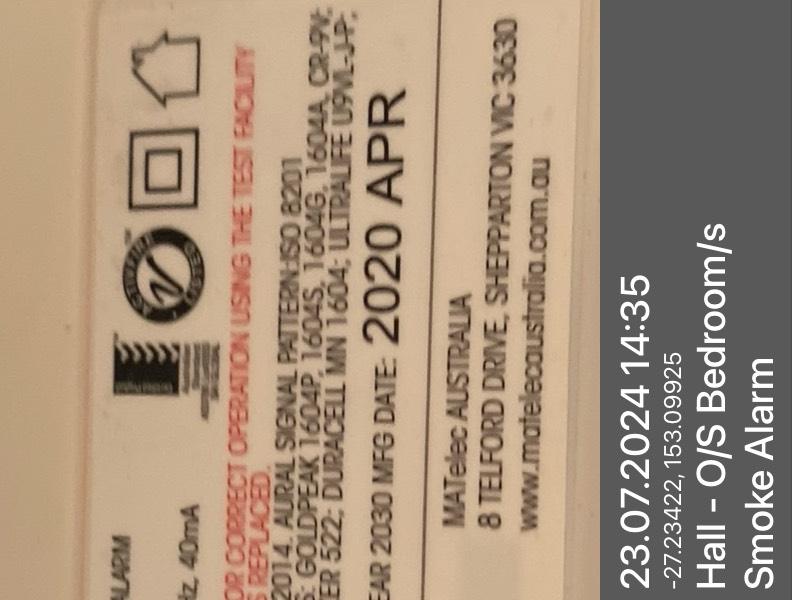 ALARM
Hz, 40mA
OR CORRECT OPERATION USING THE TEST FACILITY
S REPLACED.
2014. AURAL SIGNAL PATTERN:ISO 8201
S: GOLDPEAK 1604P, 1604S, 1604G, 1604A, CR-9V;
TER 522; DURACELL MN 1604; ULTRALIFE U9VL-J-P;
EAR 2030 MFG DATE: 2020 APR
MATelec AUSTRALIA
8 TELFORD DRIVE, SHEPPARTON VIC 3630
www.matelecaustralia.com.au
23.07.2024 14:35
-27.23422, 153.09925
Hall - O/S Bedroom/s
Smoke Alarm